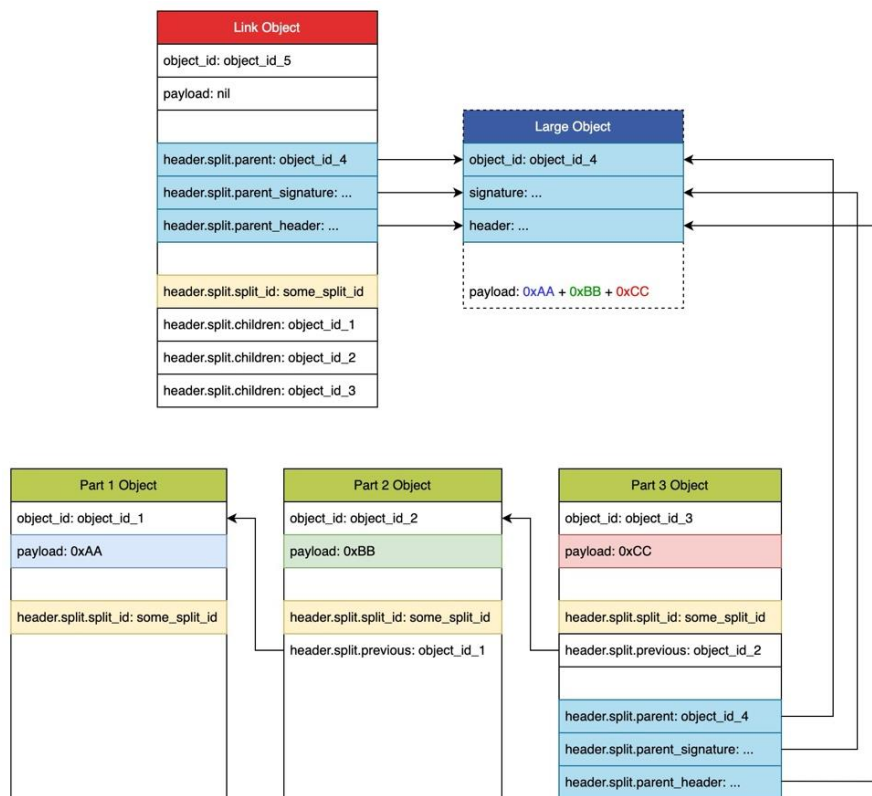 Link Object
object_id: object_id_5
payload: nil
header.split.parent: object_id_4
header.split.parent_signature: ...
header.split.parent_header: ...
header.split.split_id: some_split_id
header.split.children: object_id_1
header.split.children: object_id_2
header.split.children: object_id_3
Large Object
object_id: object_id_4
signature: ...
header: ...
payload: 0xAA + 0xBB + 0xCC
Part 1 Object
object_id: object_id_1
payload: 0xAA
header.split.split_id: some_split_id
Part 2 Object
object_id: object_id_2
payload: 0xBB
header.split.split_id: some_split_id
header.split.previous: object_id_1
Part 3 Object
object_id: object_id_3
payload: 0xCC
header.split.split_id: some_split_id
header.split.previous: object_id_2
header.split.parent: object_id_4
header.split.parent_signature: ...
header.split.parent_header: ...